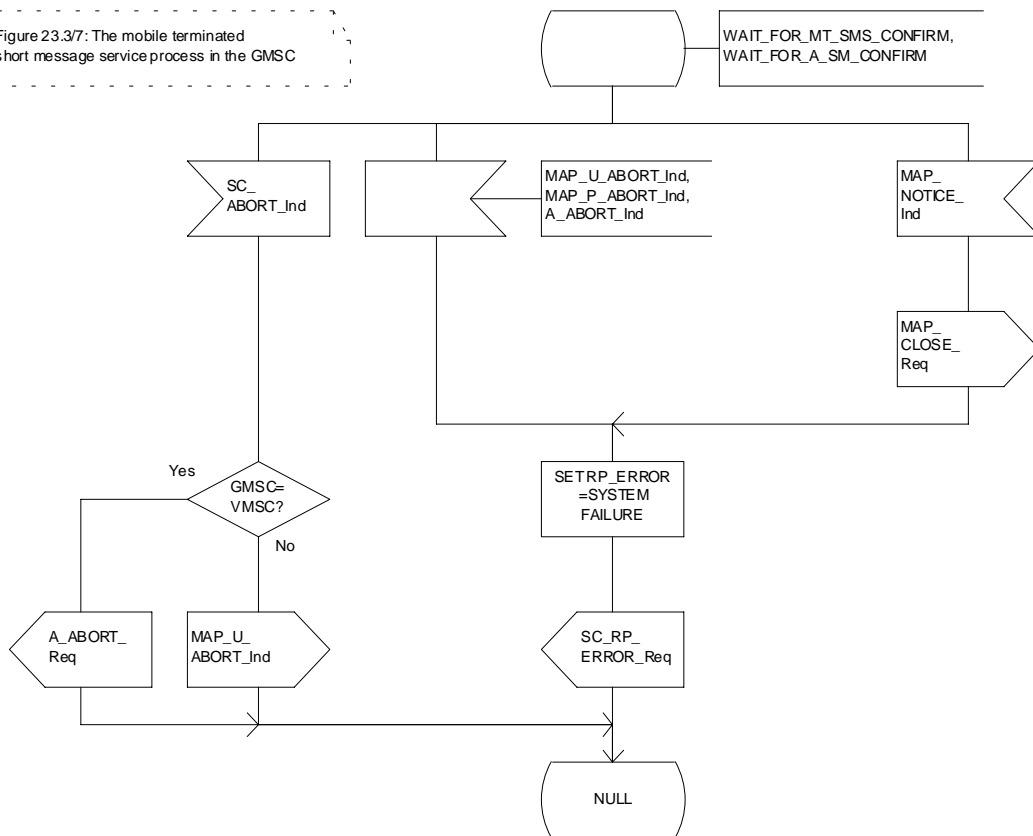 Figure 23.3/7: The mobile terminated
short message service process in the GMSC
WAIT_FOR_MT_SMS_CONFIRM,
WAIT_FOR_A_SM_CONFIRM
SC_
ABORT_Ind
MAP_U_ABORT_Ind,
MAP_P_ABORT_Ind,
A_ABORT_Ind
MAP_
NOTICE_
Ind
MAP_
CLOSE_
Req
Yes
GMSC=
VMSC?
No
SETRP_ERROR
=SYSTEM
FAILURE
A_ABORT_
Req
MAP_U_
ABORT_Ind
SC_RP_
ERROR_Req
NULL